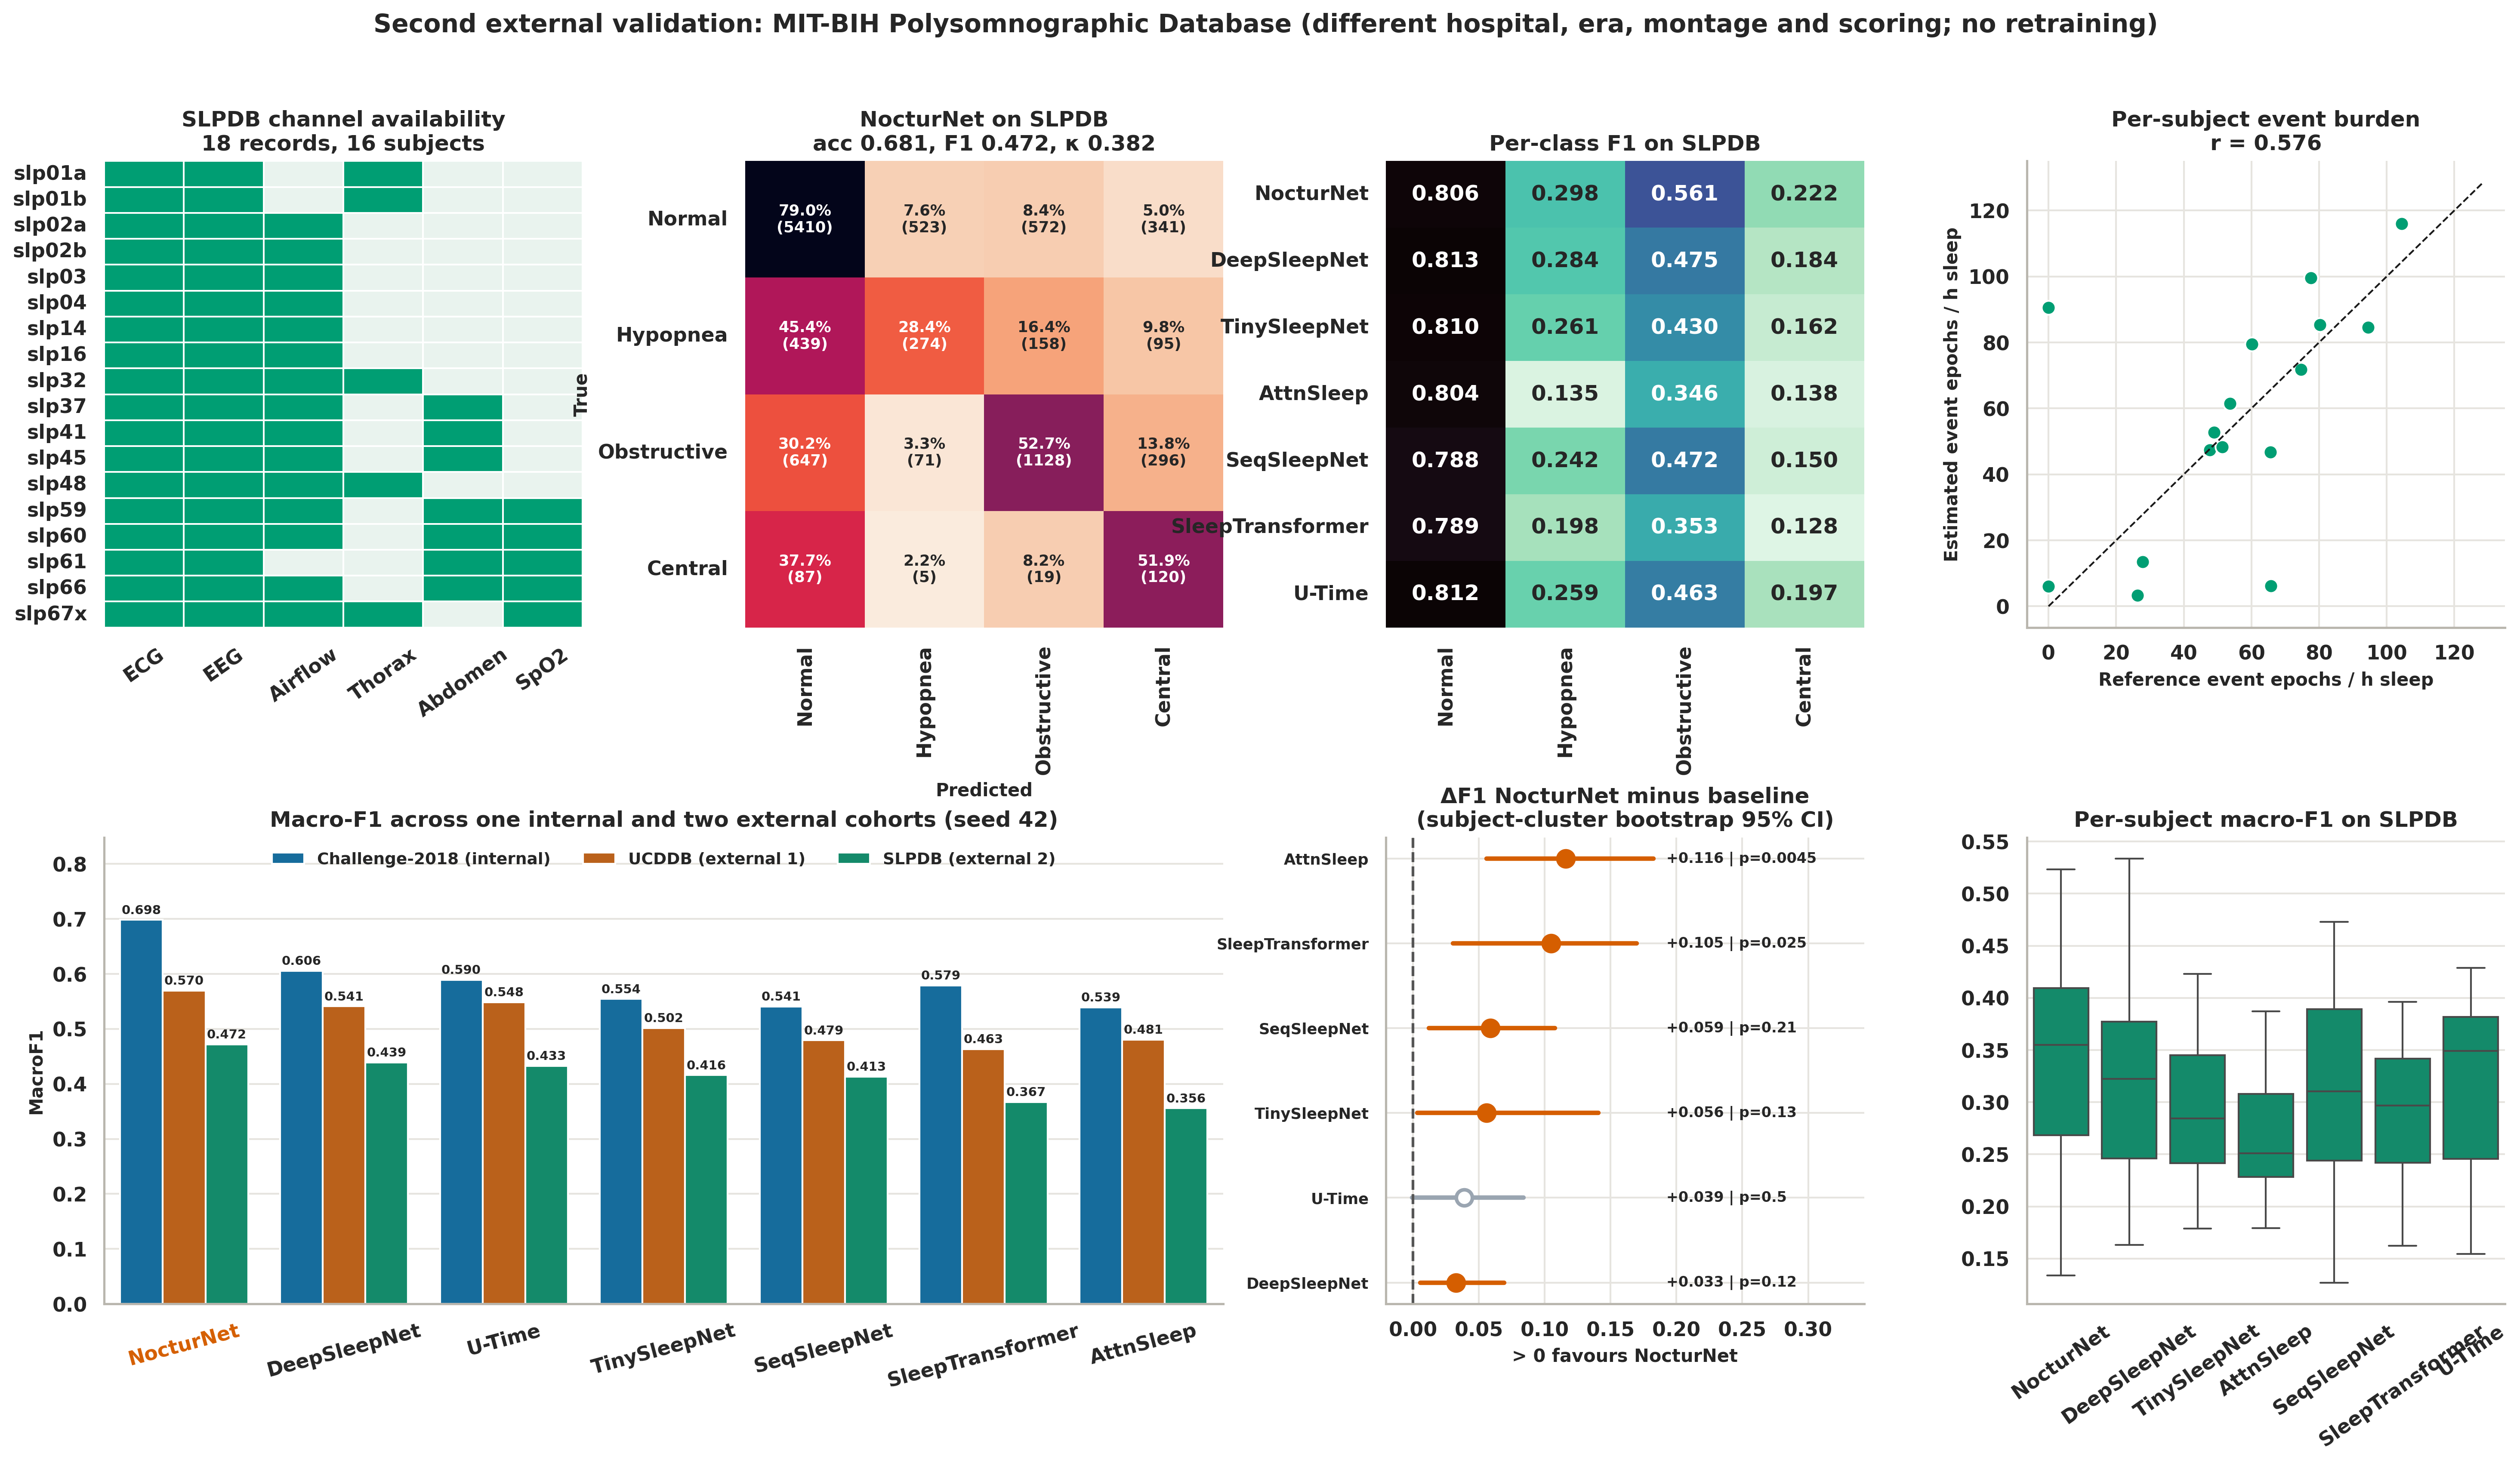 Second external validation: MIT-BIH Polysomnographic Database (different hospital, era, montage and scoring; no retraining)
SLPDB channel availability
18 records, 16 subjects
slp01a
slp01b
slp02a
slp02b
slp03
slp04
slp14
slp16
slp32
slp37
slp41
slp45
slp48
slp59
slp60
slp61
slp66
slp67x
ECG
EEG
Airflow
Thorax
Abdomen
SpO2
NocturNet on SLPDB
acc 0.681, F1 0.472, κ 0.382
True
Normal
79.0%
(5410)
7.6%
(523)
8.4%
(572)
5.0%
(341)
Hypopnea
45.4%
(439)
28.4%
(274)
16.4%
(158)
9.8%
(95)
Obstructive
30.2%
(647)
3.3%
(71)
52.7%
(1128)
13.8%
(296)
Central
37.7%
(87)
2.2%
(5)
8.2%
(19)
51.9%
(120)
Normal
Hypopnea
Obstructive
Central
Predicted
Per-class F1 on SLPDB
NocturNet 0.806 0.298 0.561 0.222
DeepSleepNet 0.813 0.284 0.475 0.184
TinySleepNet 0.810 0.261 0.430 0.162
AttnSleep 0.804 0.135 0.346 0.138
SeqSleepNet 0.788 0.242 0.472 0.150
SleepTransformer 0.789 0.198 0.353 0.128
U-Time 0.812 0.259 0.463 0.197
Normal
Hypopnea
Obstructive
Central
Per-subject event burden
r = 0.576
Estimated event epochs / h sleep
120
100
80
60
40
20
0
0 20 40 60 80 100 120
Reference event epochs / h sleep
Macro-F1 across one internal and two external cohorts (seed 42)
Challenge-2018 (internal) UCDDB (external 1) SLPDB (external 2)
MacroF1
0.8
0.7
0.6
0.5
0.4
0.3
0.2
0.1
0.0
0.698 0.570 0.472
0.606 0.541 0.439
0.590 0.548 0.433
0.554 0.502 0.416
0.541 0.479 0.413
0.579 0.463 0.367
0.539 0.481 0.356
NocturNet
DeepSleepNet
U-Time
TinySleepNet
SeqSleepNet
SleepTransformer
AttnSleep
ΔF1 NocturNet minus baseline
(subject-cluster bootstrap 95% CI)
AttnSleep +0.116 | p=0.0045
SleepTransformer +0.105 | p=0.025
SeqSleepNet +0.059 | p=0.21
TinySleepNet +0.056 | p=0.13
U-Time +0.039 | p=0.5
DeepSleepNet +0.033 | p=0.12
0.00 0.05 0.10 0.15 0.20 0.25 0.30
> 0 favours NocturNet
Per-subject macro-F1 on SLPDB
0.55
0.50
0.45
0.40
0.35
0.30
0.25
0.20
0.15
NocturNet
DeepSleepNet
TinySleepNet
AttnSleep
SeqSleepNet
SleepTransformer
U-Time